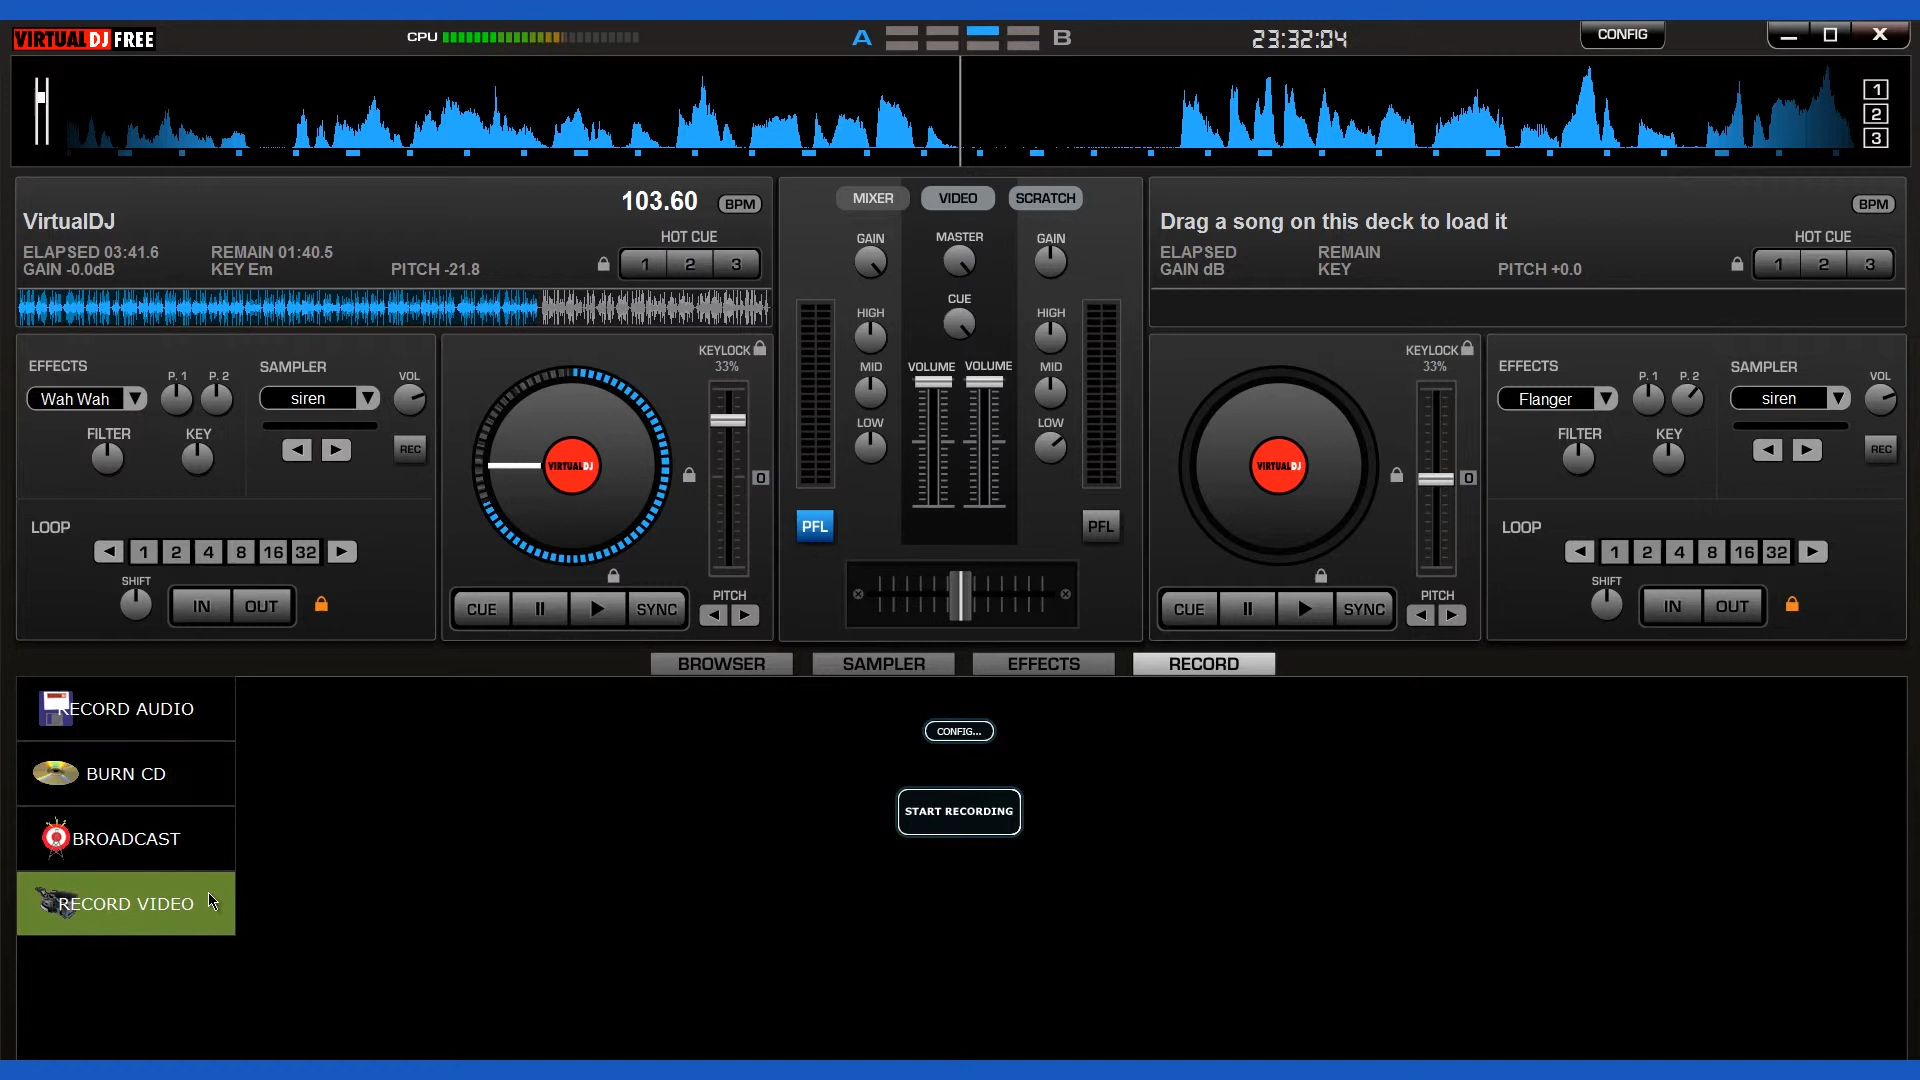 VIRTUALDJ FREE
CPU
A
B
23:32:04
CONFIG
X
1
2
3
VirtualDJ
103.60 BPM
ELAPSED 03:41.6 REMAIN 01:40.5
GAIN -0.0dB KEY Em PITCH -21.8
HOT CUE
1 2 3
MIXER VIDEO SCRATCH
GAIN MASTER GAIN
CUE
HIGH HIGH
MID VOLUME VOLUME MID
LOW LOW
PFL PFL
Drag a song on this deck to load it
BPM
ELAPSED REMAIN
GAIN dB KEY PITCH +0.0
HOT CUE
1 2 3
EFFECTS
Wah Wah
P. 1 P. 2
SAMPLER
siren
VOL
FILTER KEY
REC
LOOP
1 2 4 8 16 32
SHIFT
IN OUT
KEYLOCK
33%
VIRTUALDJ
0
CUE SYNC
PITCH
KEYLOCK
33%
VIRTUALDJ
0
CUE SYNC
PITCH
EFFECTS
Flanger
P. 1 P. 2
SAMPLER
siren
VOL
FILTER KEY
REC
LOOP
1 2 4 8 16 32
SHIFT
IN OUT
BROWSER SAMPLER EFFECTS RECORD
RECORD AUDIO
BURN CD
BROADCAST
RECORD VIDEO
CONFIG...
START RECORDING